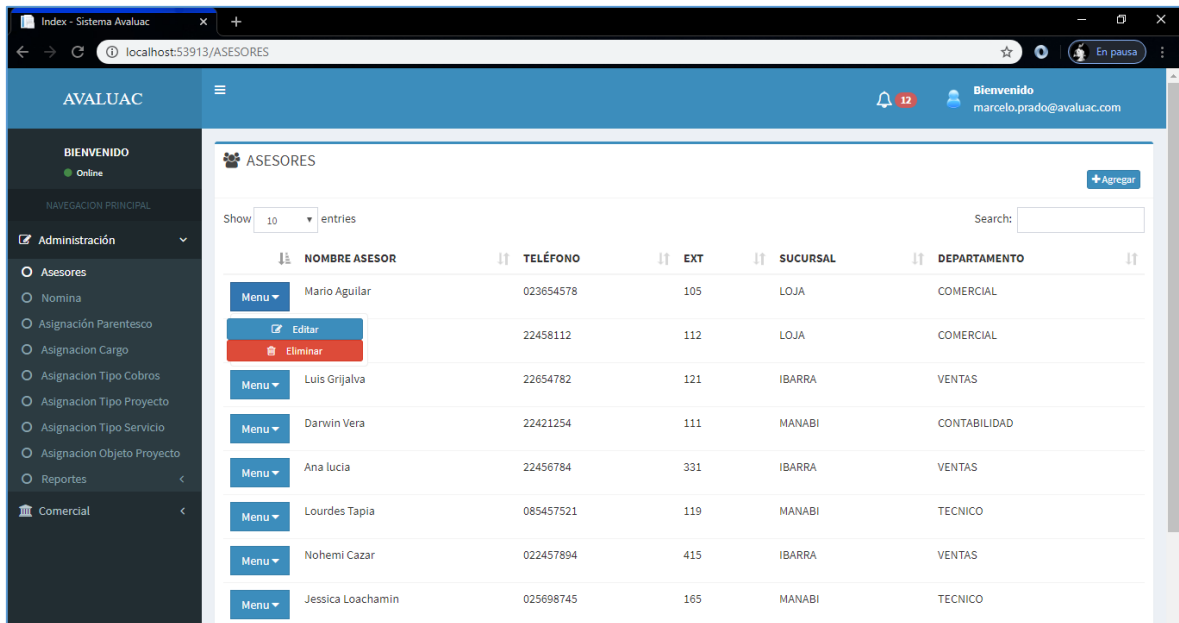 Index - Sistema Avaluac
localhost:53913/ASESORES
En pausa
AVALUAC
12
Bienvenido
marcelo.prado@avaluac.com
BIENVENIDO
Online
NAVEGACION PRINCIPAL
Administración
Asesores
Nomina
Asignación Parentesco
Asignacion Cargo
Asignacion Tipo Cobros
Asignacion Tipo Proyecto
Asignacion Tipo Servicio
Asignacion Objeto Proyecto
Reportes
Comercial
ASESORES
+Agregar
Show 10 entries
Search:
NOMBRE ASESOR TELÉFONO EXT SUCURSAL DEPARTAMENTO
Menu Mario Aguilar 023654578 105 LOJA COMERCIAL
Editar
Eliminar
22458112 112 LOJA COMERCIAL
Menu Luis Grijalva 22654782 121 IBARRA VENTAS
Menu Darwin Vera 22421254 111 MANABI CONTABILIDAD
Menu Ana lucia 22456784 331 IBARRA VENTAS
Menu Lourdes Tapia 085457521 119 MANABI TECNICO
Menu Nohemi Cazar 022457894 415 IBARRA VENTAS
Menu Jessica Loachamin 025698745 165 MANABI TECNICO